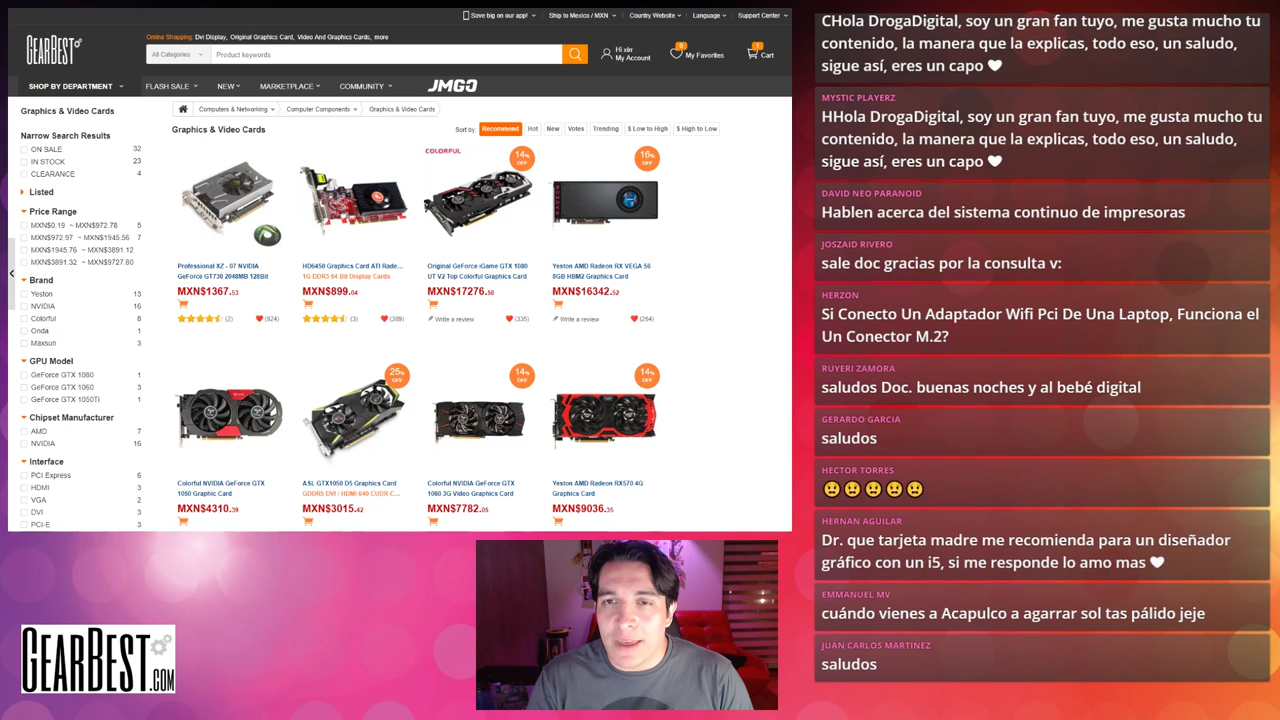 Save big on our app!
Ship to Mexico / MXN
Country Website
Language
Support Center
GEARBEST
Online Shopping: Dvi Display, Original Graphics Card, Video And Graphics Cards, more
All Categories
Product keywords
Hi xlrr
My Account
0
My Favorites
1
Cart
SHOP BY DEPARTMENT
FLASH SALE
NEW
MARKETPLACE
COMMUNITY
JMGO
Graphics & Video Cards
Narrow Search Results
ON SALE 32
IN STOCK 23
CLEARANCE 4
Listed
Price Range
MXN$0.19 ~ MXN$972.78 5
MXN$972.97 ~ MXN$1945.56 7
MXN$1945.76 ~ MXN$3891.12
MXN$3891.32 ~ MXN$9727.80
Brand
Yeston 13
NVIDIA 16
Colorful 8
Onda 1
Maxsun 3
GPU Model
GeForce GTX 1080 1
GeForce GTX 1060 3
GeForce GTX 1050Ti 1
Chipset Manufacturer
AMD 7
NVIDIA 16
Interface
PCI Express 6
HDMI 3
VGA 2
DVI 3
PCI-E 3
Computers & Networking
Computer Components
Graphics & Video Cards
Graphics & Video Cards
Sort by: Recommend Hot New Votes Trending $ Low to High $ High to Low
COLORFUL
14% OFF
16% OFF
RADEON
Professional XZ - 07 NVIDIA
GeForce GT730 2048MB 128Bit
MXN$1367.53
(2)
(924)
HD6450 Graphics Card ATI Rade...
1G DDR3 64 Bit Display Cards
MXN$899.04
(3)
(389)
Original GeForce iGame GTX 1080
UT V2 Top Colorful Graphics Card
MXN$17276.58
Write a review
(335)
Yeston AMD Radeon RX VEGA 56
8GB HBM2 Graphics Card
MXN$16342.52
Write a review
(264)
25% OFF
14% OFF
14% OFF
Colorful NVIDIA GeForce GTX
1050 Graphic Card
MXN$4310.39
ASL GTX1050 D5 Graphics Card
GDDR5 DVI / HDMI 640 CUDR C...
MXN$3015.42
Colorful NVIDIA GeForce GTX
1060 3G Video Graphics Card
MXN$7782.05
Yeston AMD Radeon RX570 4G
Graphics Card
MXN$9036.35
GEARBEST.COM
CHola DrogaDigital, soy un gran fan tuyo, me gusta mucho tu
contenido, la manera que la explicas, todo eso, un saludo,
sigue así, eres un capo 🤍
MYSTIC PLAYERZ
HHola DrogaDigital, soy un gran fan tuyo, me gusta mucho tu
contenido, la manera que la explicas, todo eso, un saludo,
sigue así, eres un capo 🤍
DAVID NEO PARANOID
Hablen acerca del sistema continuo de impresoras
JOSZAID RIVERO
sale doc gracias por la consulta v:
HERZON
Si Conecto Un Adaptador Wifi Pci De Una Laptop, Funciona el
Un Conector M.2?
RUYERI ZAMORA
saludos Doc. buenas noches y al bebé digital
GERARDO GARCIA
saludos
HECTOR TORRES
😟😟😟😟😟
HERNAN AGUILAR
Dr. que tarjeta madre me recomienda para un diseñador
gráfico con un i5, si me responde lo amo mas 🤍
EMMANUEL MV
cuándo vienes a Acapulco a agarrar sol tas pálido jeje
JUAN CARLOS MARTINEZ
saludos